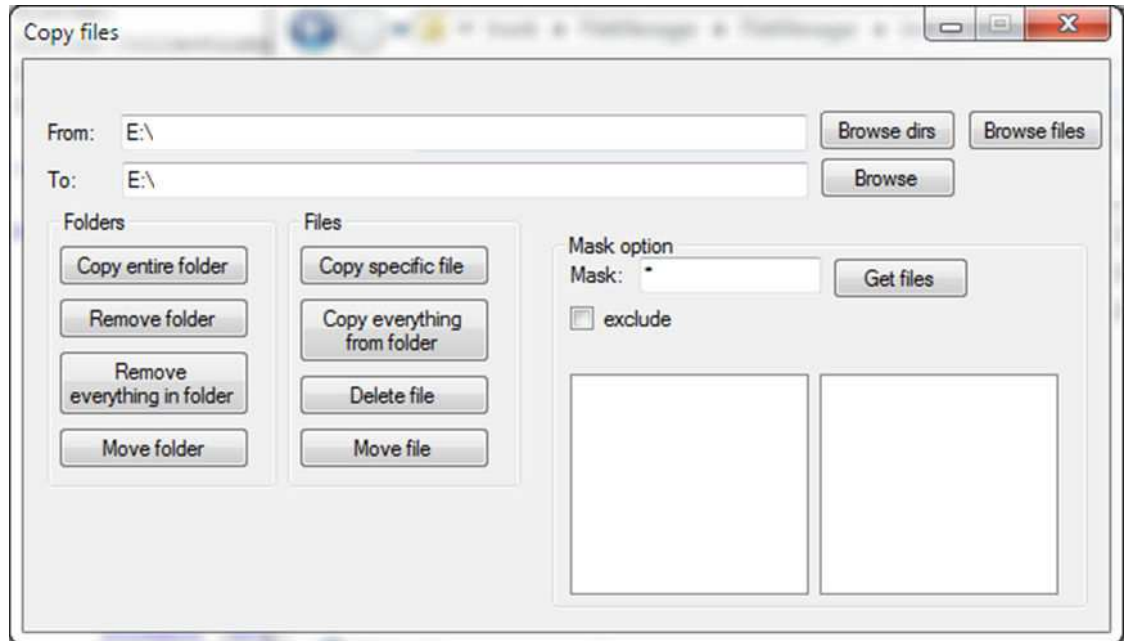 Copy files
From: E:\ Browse dirs Browse files
To: E:\ Browse
Folders
Copy entire folder
Remove folder
Remove
everything in folder
Move folder
Files
Copy specific file
Copy everything
from folder
Delete file
Move file
Mask option
Mask: * Get files
exclude